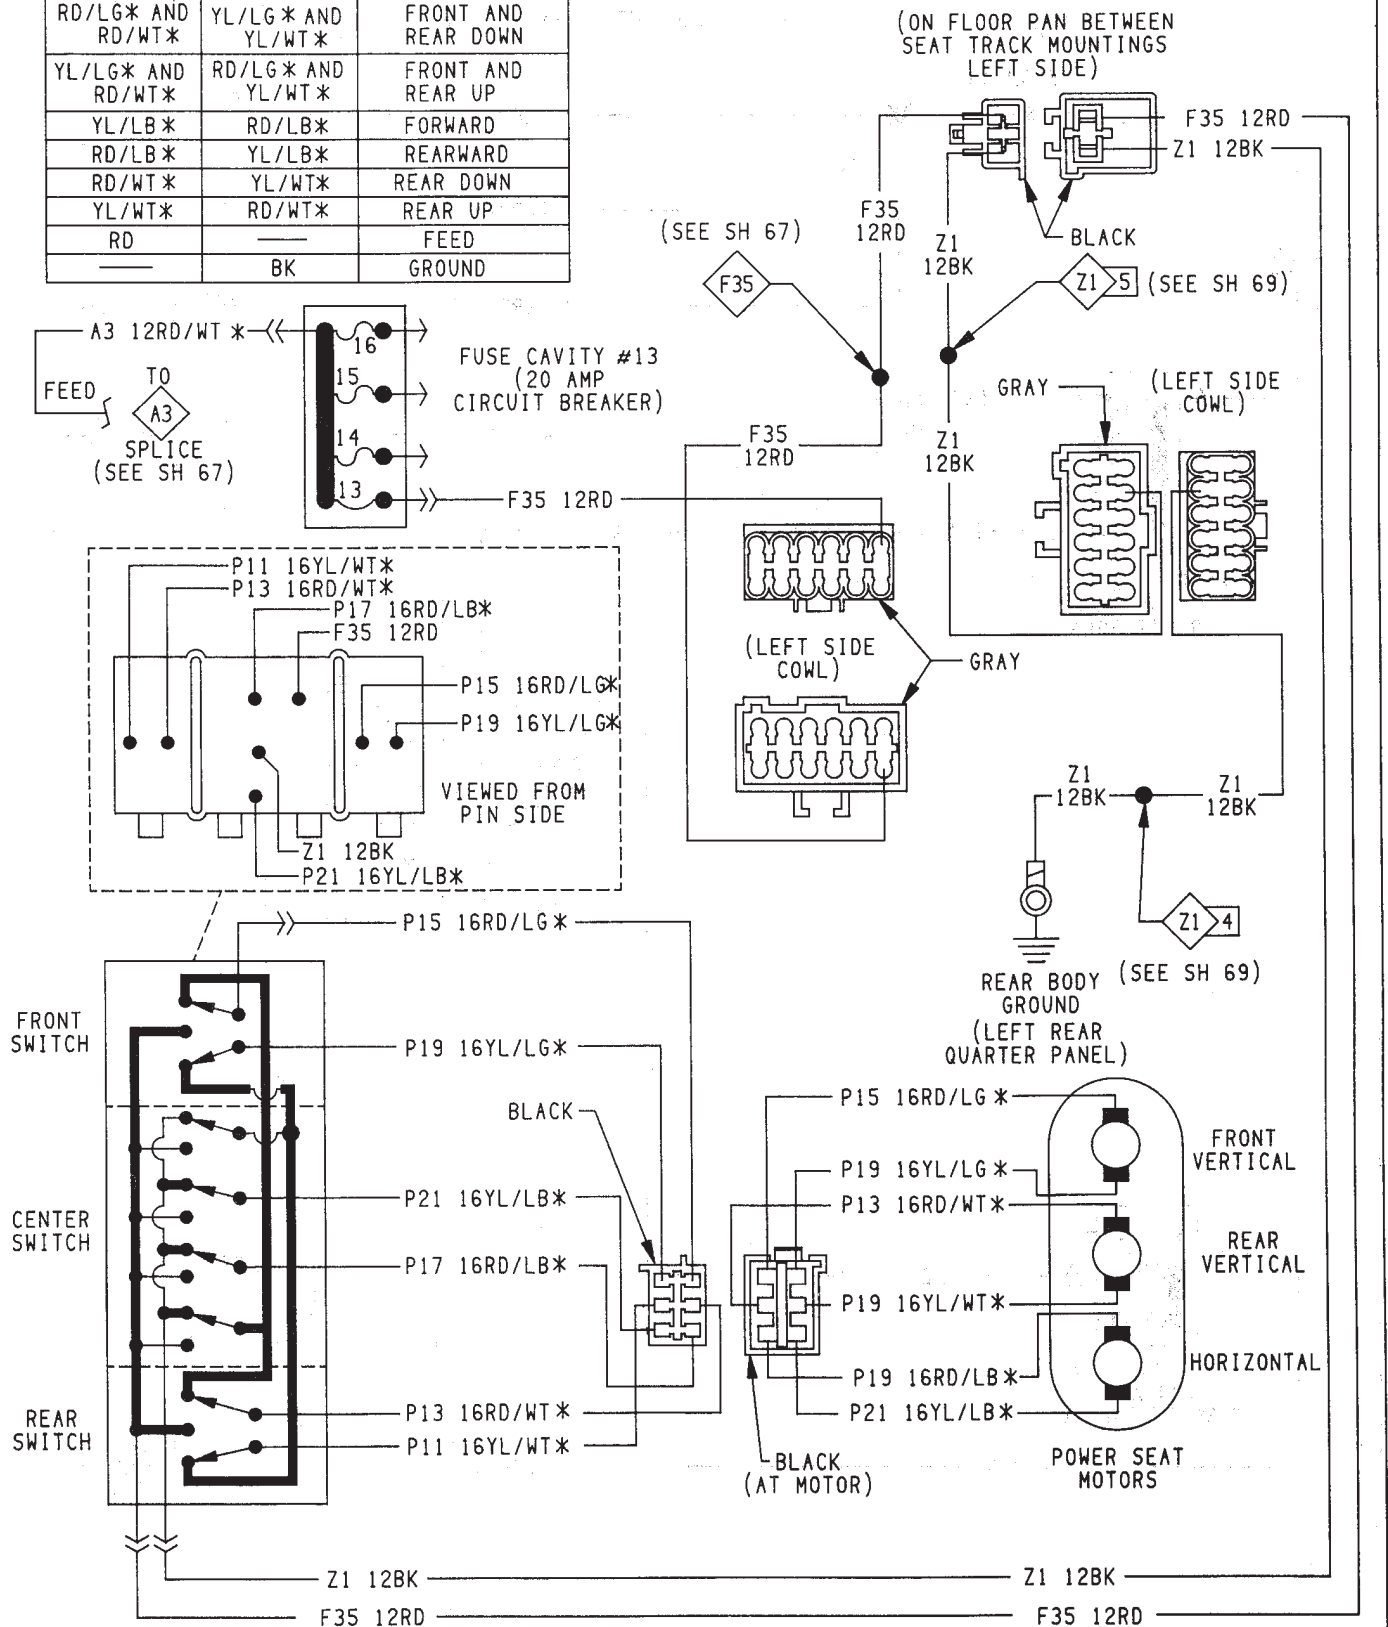 RD/LG* AND RD/WT*
YL/LG* AND YL/WT*
FRONT AND REAR DOWN
YL/LG* AND RD/WT*
RD/LG* AND YL/WT*
FRONT AND REAR UP
YL/LB*
RD/LB*
FORWARD
RD/LB*
YL/LB*
REARWARD
RD/WT*
YL/WT*
REAR DOWN
YL/WT*
RD/WT*
REAR UP
RD
FEED
BK
GROUND
(ON FLOOR PAN BETWEEN
SEAT TRACK MOUNTINGS
LEFT SIDE)
F35 12RD
Z1 12BK
BLACK
F35
12RD
Z1
12BK
(SEE SH 67)
F35
Z1
5
(SEE SH 69)
A3 12RD/WT *
FEED
TO
A3
SPLICE
(SEE SH 67)
16
15
14
13
FUSE CAVITY #13
(20 AMP
CIRCUIT BREAKER)
F35 12RD
F35
12RD
Z1
12BK
GRAY
(LEFT SIDE
COWL)
P11 16YL/WT*
P13 16RD/WT*
P17 16RD/LB*
F35 12RD
P15 16RD/LG*
P19 16YL/LG*
VIEWED FROM
PIN SIDE
Z1 12BK
P21 16YL/LB*
(LEFT SIDE
COWL)
GRAY
Z1
12BK
Z1
12BK
Z1
4
(SEE SH 69)
REAR BODY
GROUND
(LEFT REAR
QUARTER PANEL)
P15 16RD/LG*
FRONT
SWITCH
P19 16YL/LG*
BLACK
CENTER
SWITCH
P21 16YL/LB*
P17 16RD/LB*
REAR
SWITCH
P13 16RD/WT*
P11 16YL/WT*
P15 16RD/LG*
P19 16YL/LG*
P13 16RD/WT*
P19 16YL/WT*
P19 16RD/LB*
P21 16YL/LB*
FRONT
VERTICAL
REAR
VERTICAL
HORIZONTAL
BLACK
(AT MOTOR)
POWER SEAT
MOTORS
Z1 12BK
Z1 12BK
F35 12RD
F35 12RD